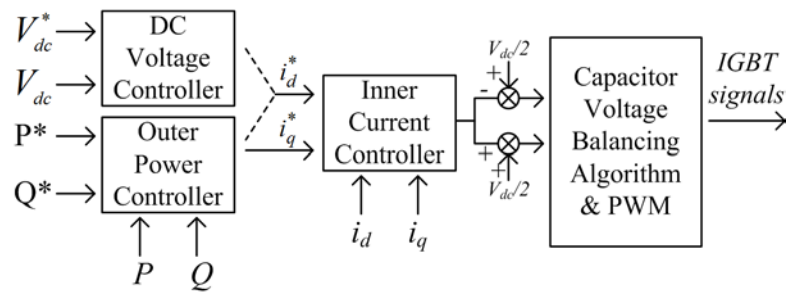 V*dc
Vdc
P*
Q*
DC
Voltage
Controller
Outer
Power
Controller
P
Q
i*d
i*q
Inner
Current
Controller
id
iq
Vdc/2
+
-
+
+
Vdc/2
Capacitor
Voltage
Balancing
Algorithm
& PWM
IGBT
signals